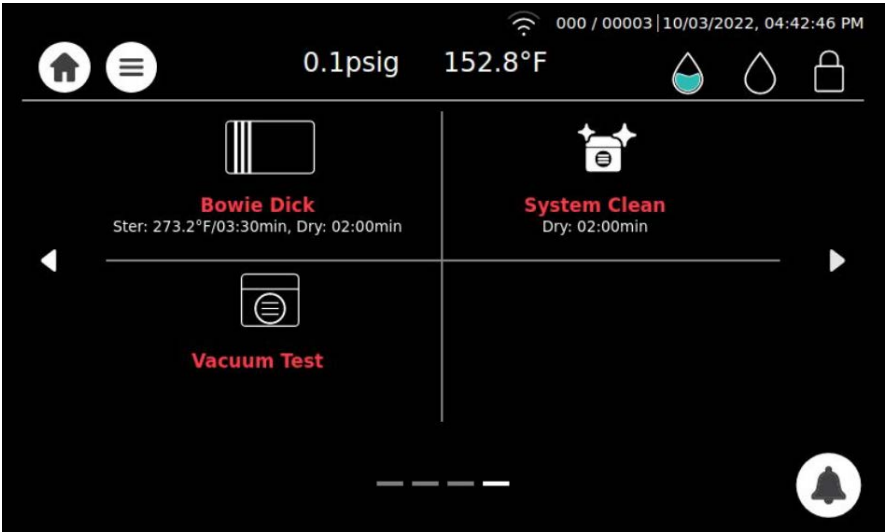 000 / 00003|10/03/2022, 04:42:46 PM
0.1psig 152.8°F
Bowie Dick
Ster: 273.2°F/03:30min, Dry: 02:00min
System Clean
Dry: 02:00min
Vacuum Test